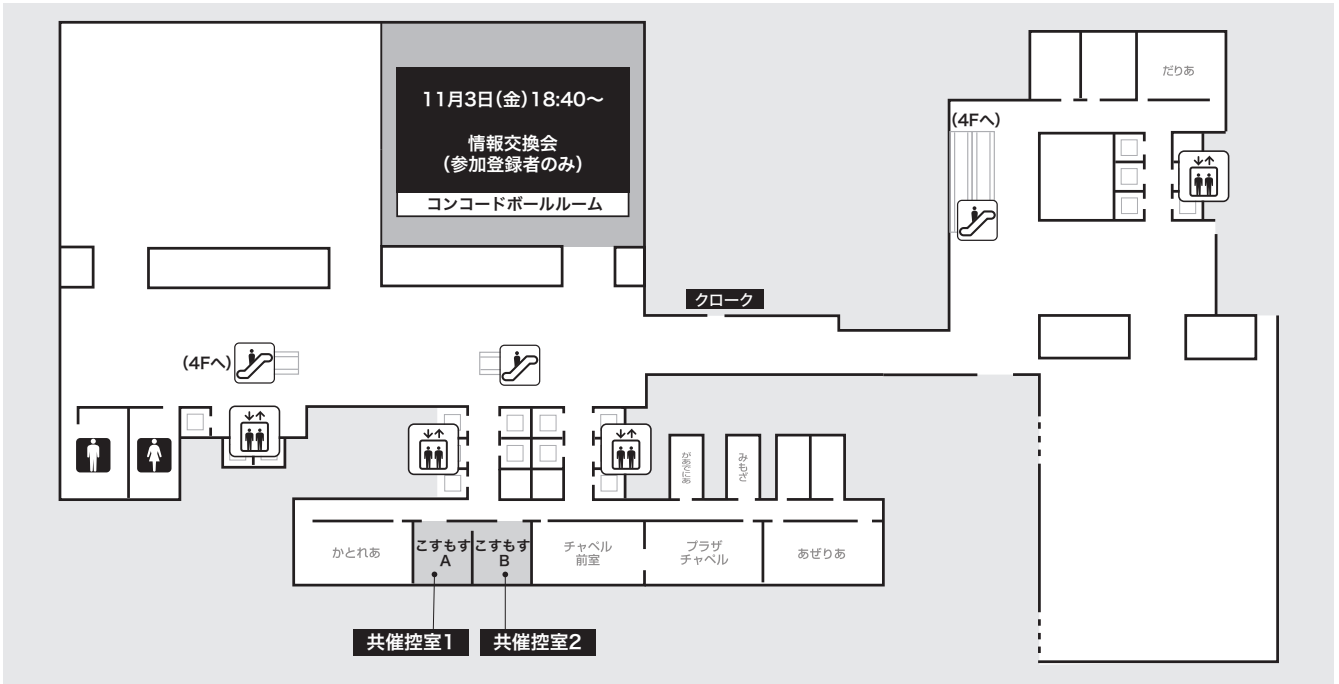 11月3日(金)18:40〜
情報交換会
(参加登録者のみ)
コンコードボールルーム
だりあ
(4Fへ)
クローク
(4Fへ)
があでにあ
みもざ
かとれあ
こすもす
A
こすもす
B
チャペル
前室
プラザ
チャペル
あぜりあ
共催控室1
共催控室2